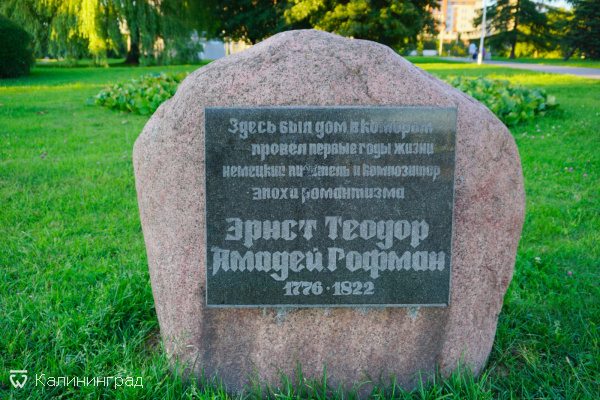 Здесь был дом в котором
провел первые годы жизни
немецкий писатель и композитор
эпохи романтизма
Эрнст Теодор
Амадей Гофман
1776 · 1822
Калининград